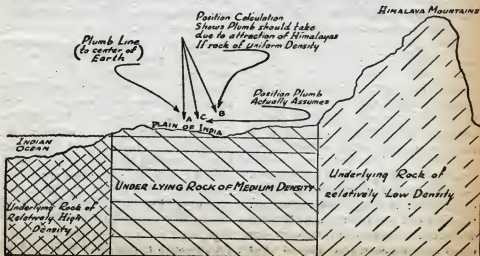 HIMALAYA MOUNTAINS
Position Calculation
Shows Plumb should take
due to attraction of Himalayas
If rock of uniform Density
Plumb Line
(to center of)
Earth
Position Plumb
Actually Assumes
A C B
PLAIN OF INDIA
INDIAN
OCEAN
UNDER LYING ROCK OF MEDIUM DENSITY
Underlying Rock of
relatively Low Density
Underlying Rock of
Relatively High
Density